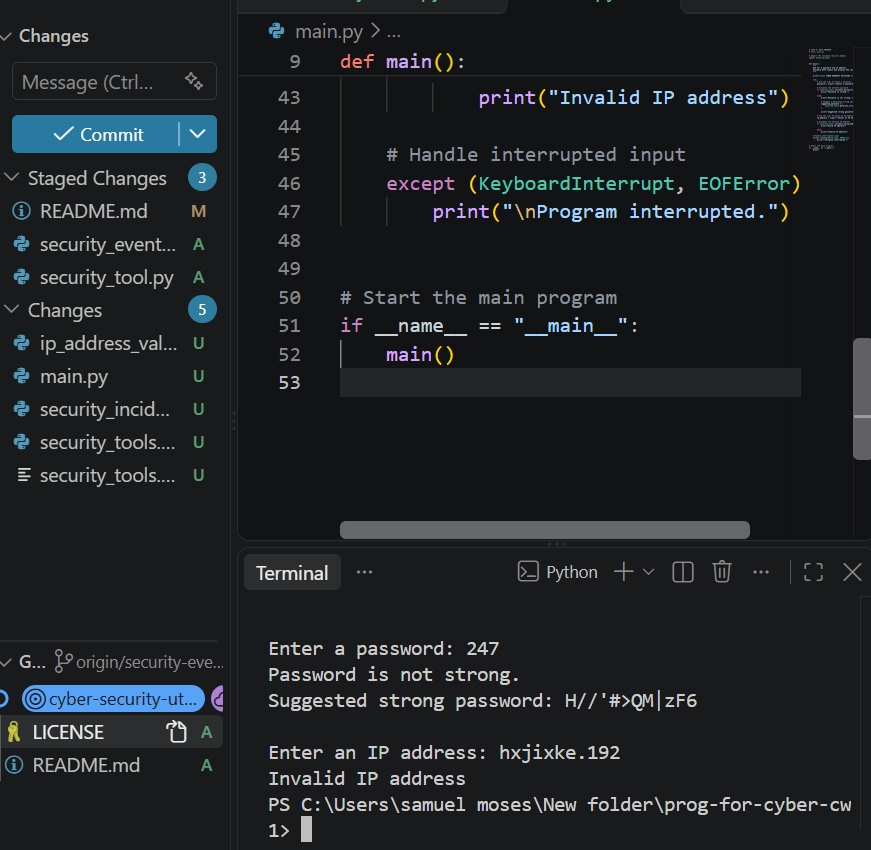 Changes
Message (Ctrl...
Commit
Staged Changes 3
README.md M
security_event... A
security_tool.py A
Changes 5
ip_address_val... U
main.py U
security_incid... U
security_tools.... U
security_tools.... U
G... origin/security-eve...
cyber-security-ut...
LICENSE A
README.md A
main.py > ...
9 def main():
43 print("Invalid IP address")
44
45 # Handle interrupted input
46 except (KeyboardInterrupt, EOFError)
47 print("\nProgram interrupted.")
48
49
50 # Start the main program
51 if __name__ == "__main__":
52 main()
53
Terminal ... Python ...
Enter a password: 247
Password is not strong.
Suggested strong password: H//'#>QM|zF6
Enter an IP address: hxjixke.192
Invalid IP address
PS C:\Users\samuel moses\New folder\prog-for-cyber-cw
1>